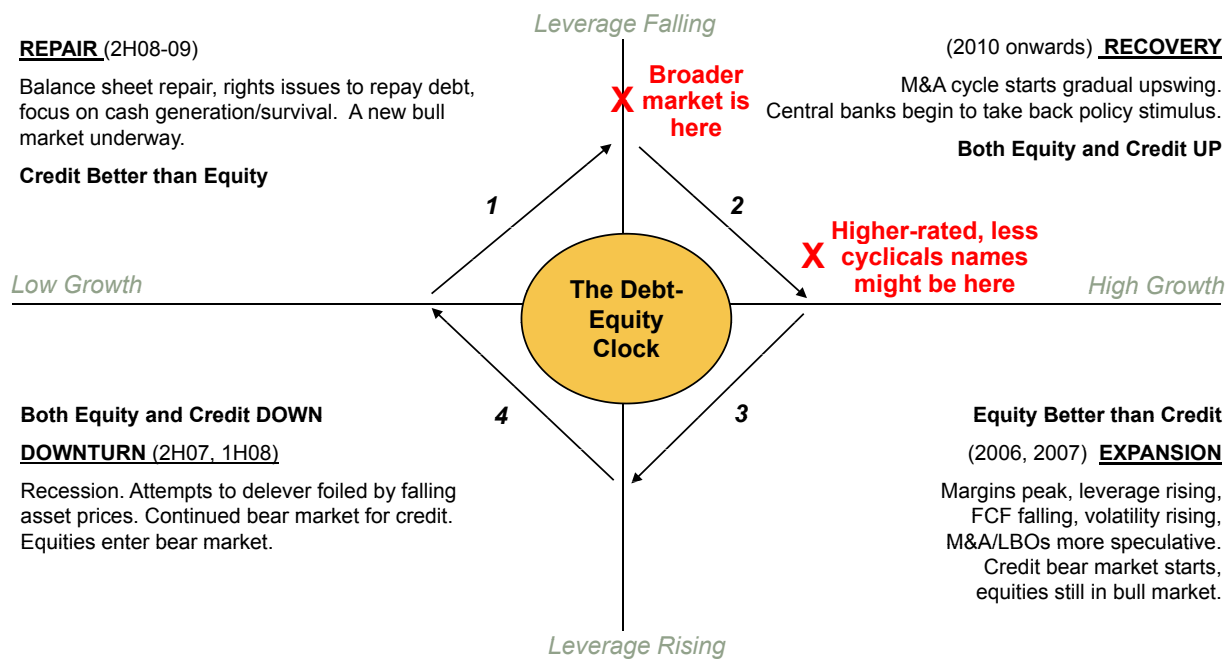 Leverage Falling
REPAIR (2H08-09)
Balance sheet repair, rights issues to repay debt,
focus on cash generation/survival. A new bull
market underway.
Credit Better than Equity
X Broader
market is
here
(2010 onwards) RECOVERY
M&A cycle starts gradual upswing.
Central banks begin to take back policy stimulus.
Both Equity and Credit UP
1
2
X Higher-rated, less
cyclicals names
might be here
Low Growth
High Growth
The Debt-
Equity
Clock
4
3
Both Equity and Credit DOWN
DOWNTURN (2H07, 1H08)
Recession. Attempts to delever foiled by falling
asset prices. Continued bear market for credit.
Equities enter bear market.
Equity Better than Credit
(2006, 2007) EXPANSION
Margins peak, leverage rising,
FCF falling, volatility rising,
M&A/LBOs more speculative.
Credit bear market starts,
equities still in bull market.
Leverage Rising